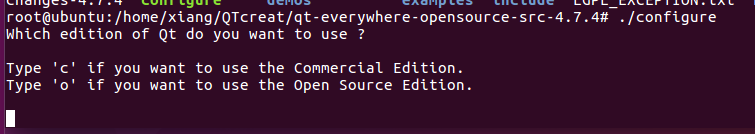 changes-4.7.4 configure demos examples include LGPL_EXCEPTION.txt
root@ubuntu:/home/xiang/QTcreat/qt-everywhere-opensource-src-4.7.4# ./configure
Which edition of Qt do you want to use ?
Type 'c' if you want to use the Commercial Edition.
Type 'o' if you want to use the Open Source Edition.